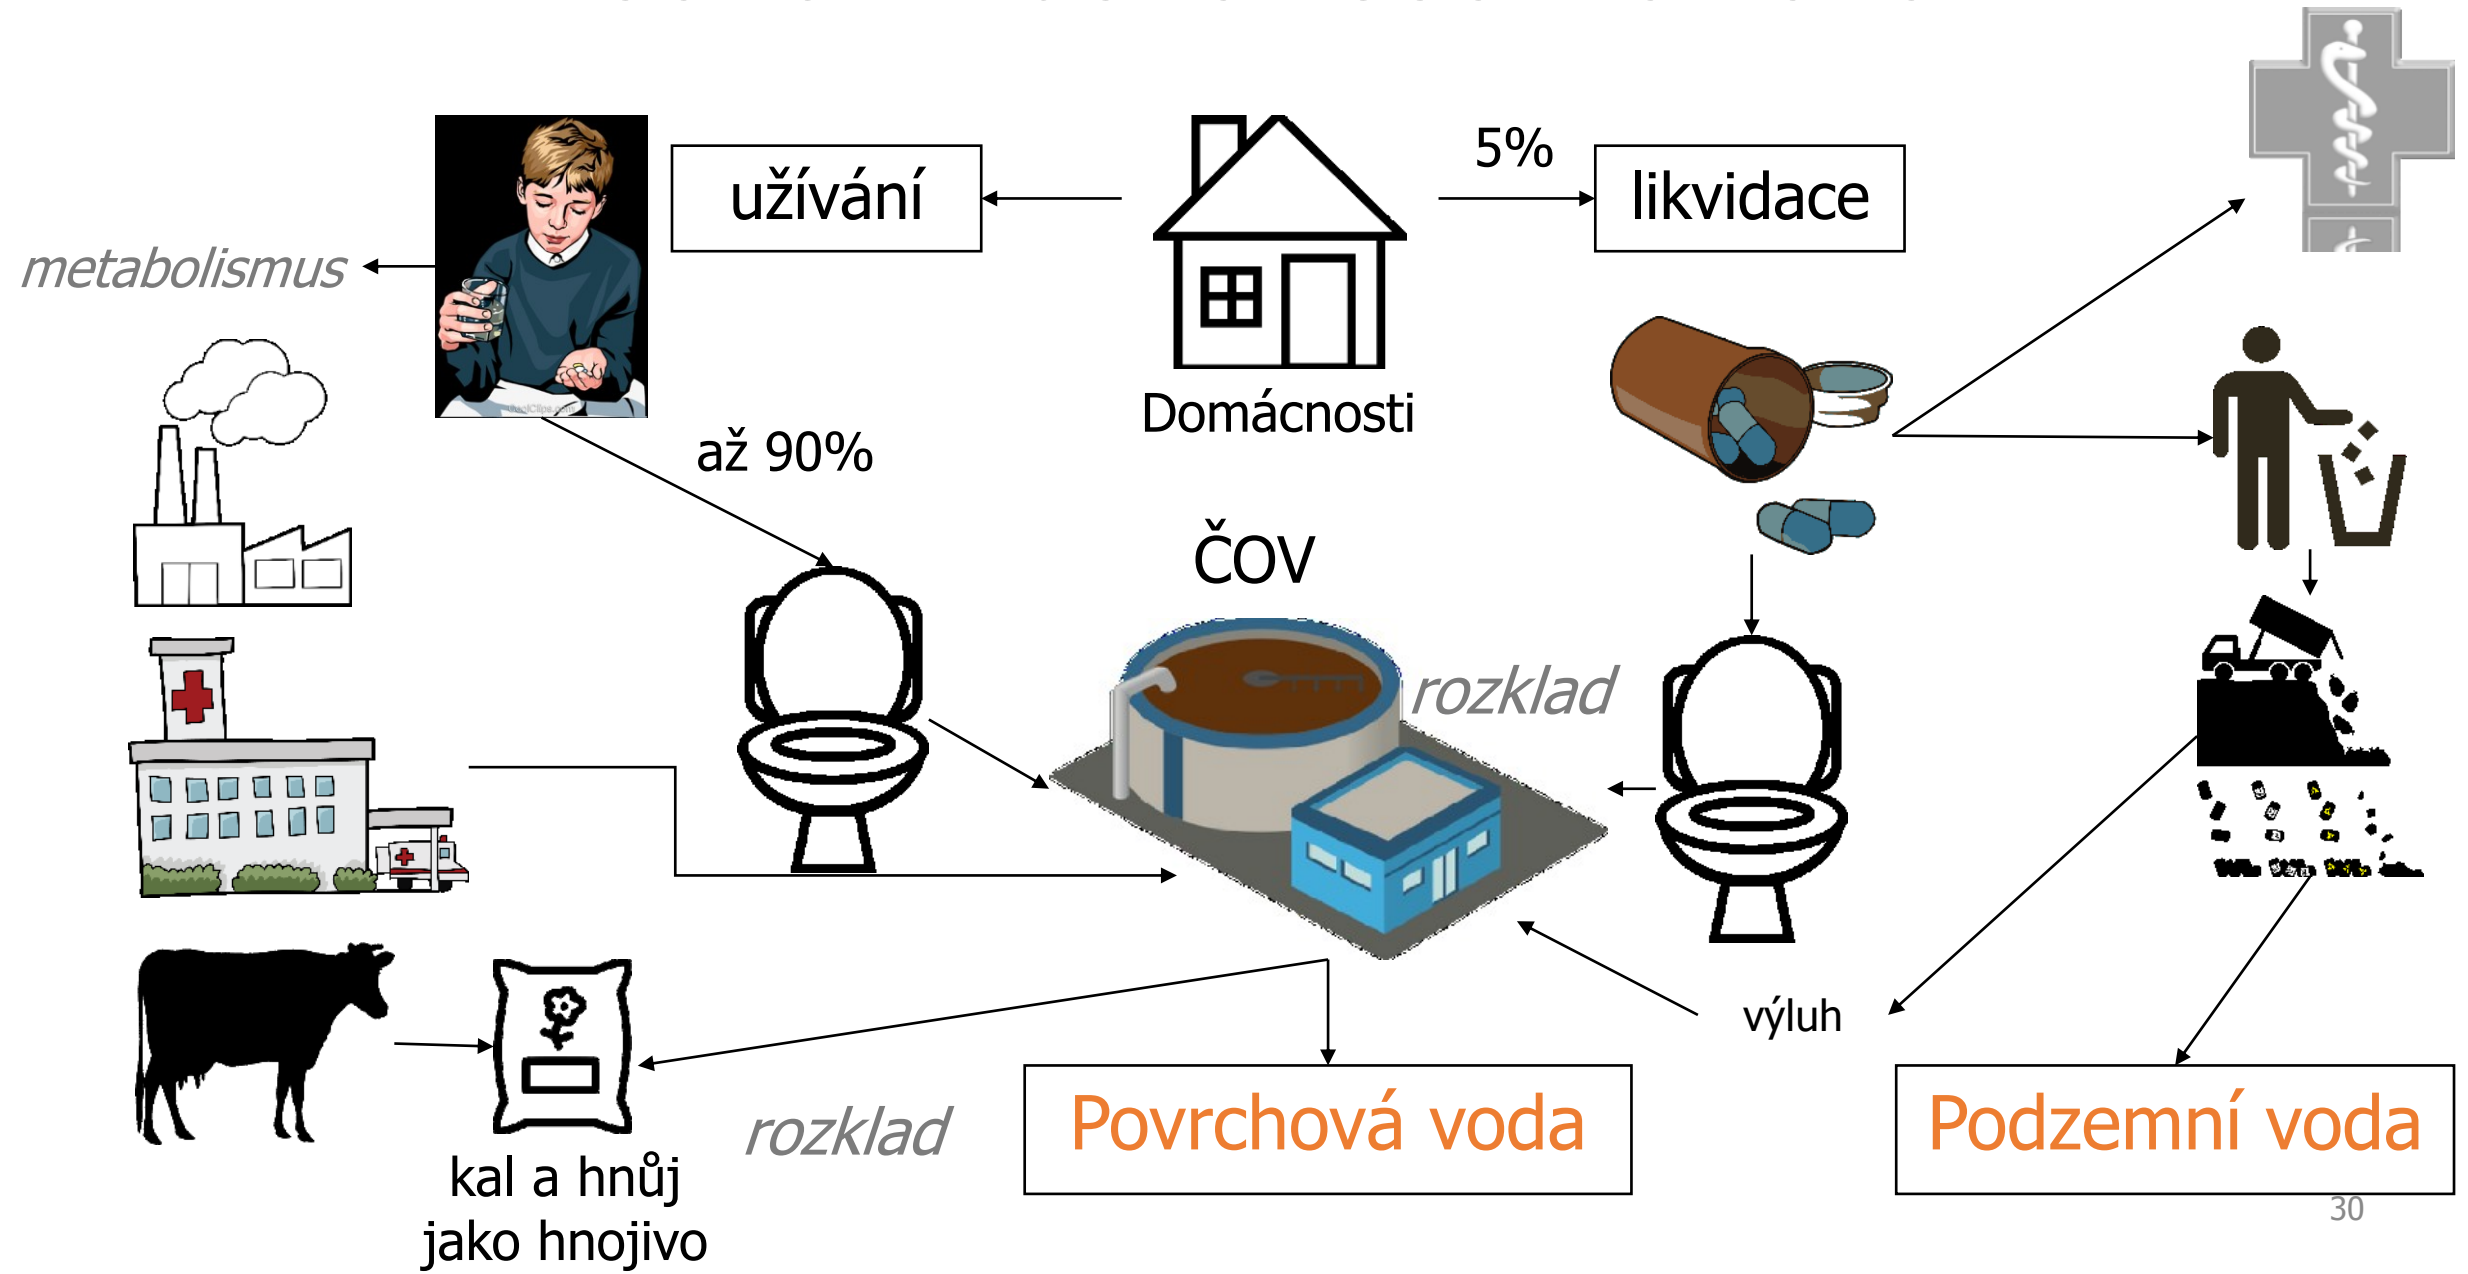 5%
užívání
likvidace
metabolismus
Domácnosti
až 90%
ČOV
rozklad
výluh
Povrchová voda
Podzemní voda
rozklad
kal a hnůj
jako hnojivo
30